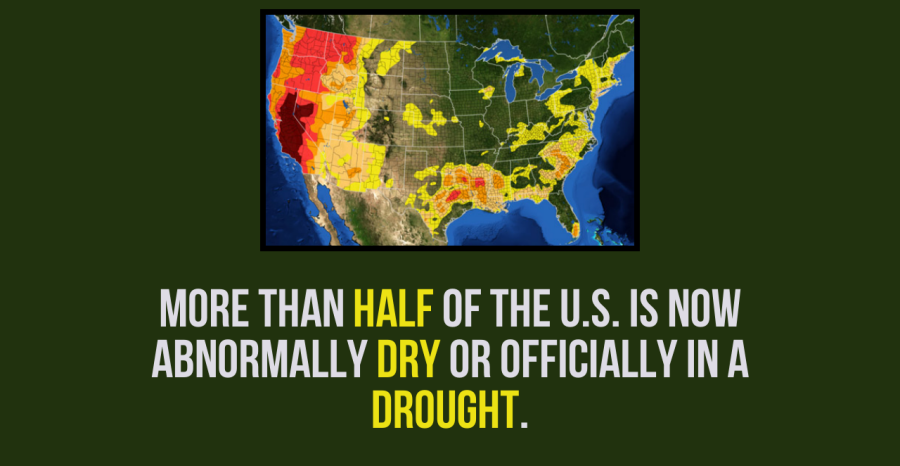 MORE THAN HALF OF THE U.S. IS NOW
ABNORMALLY DRY OR OFFICIALLY IN A
DROUGHT.